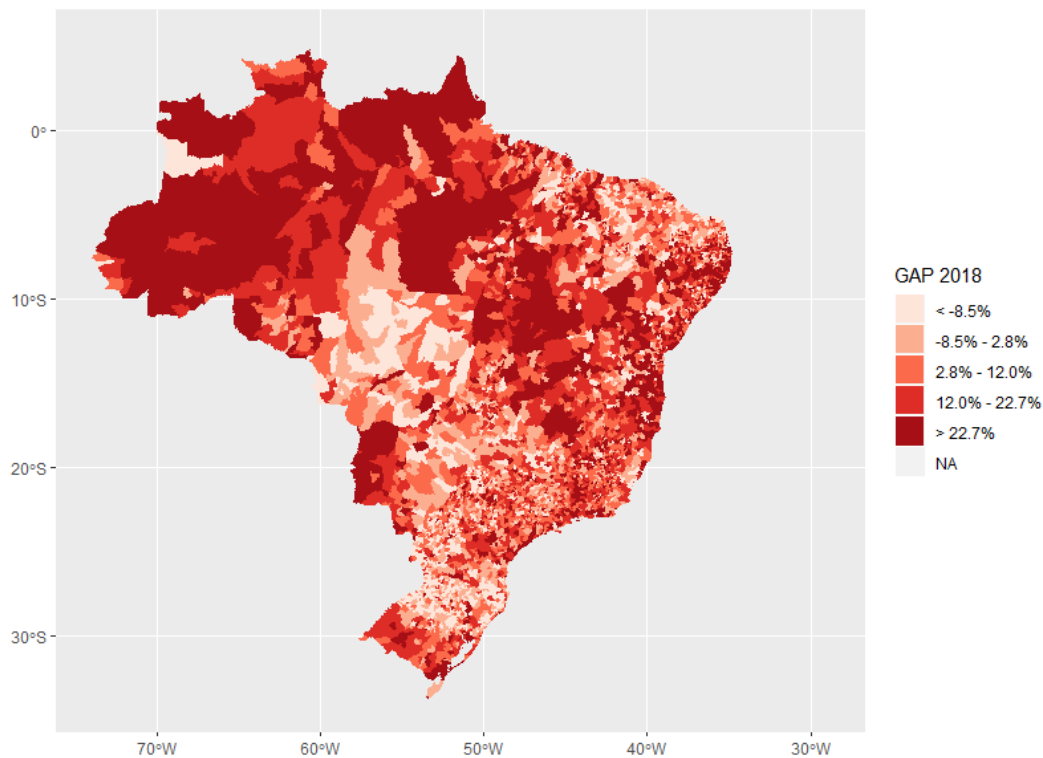 0°
10°S
20°S
30°S
70°W
60°W
50°W
40°W
30°W
GAP 2018
< -8.5%
-8.5% - 2.8%
2.8% - 12.0%
12.0% - 22.7%
> 22.7%
NA